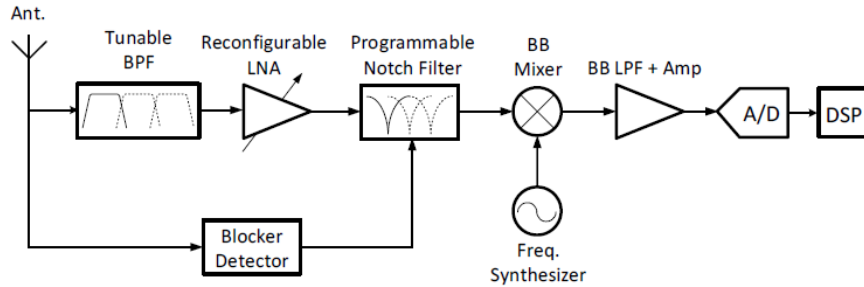 Ant.
Tunable
BPF
Reconfigurable
LNA
Programmable
Notch Filter
BB
Mixer
BB LPF + Amp
A/D
DSP
Blocker
Detector
Freq.
Synthesizer